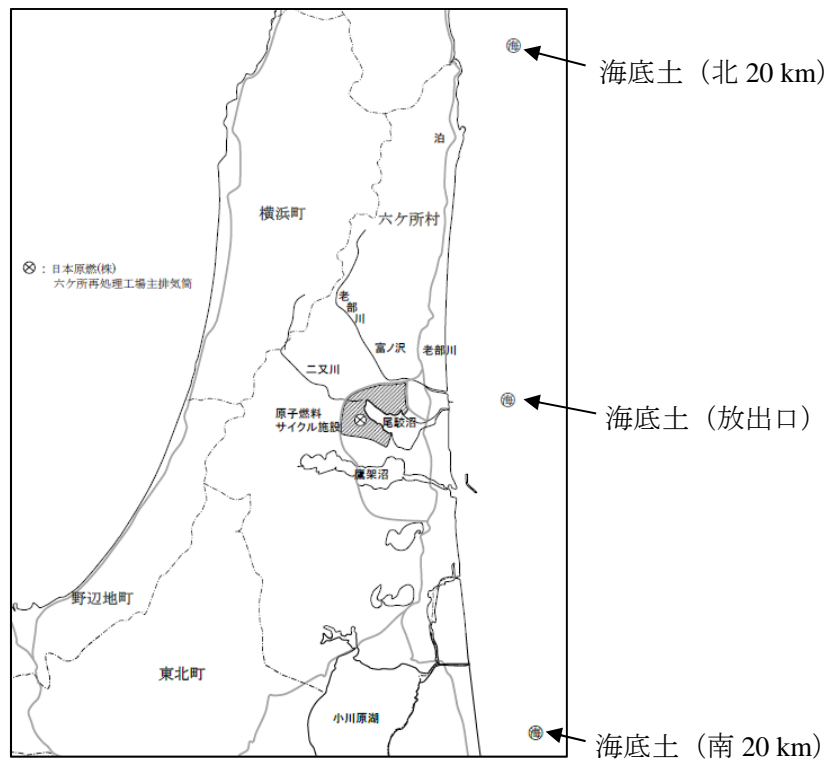 海
海底土（北 20 km）
泊
横浜町
六ケ所村
⊗ : 日本原燃(株)
六ケ所再処理工場主排気筒
老部川
富ノ沢
老部川
二又川
海
海底土（放出口）
原子燃料
サイクル施設
尾駮沼
鷹架沼
野辺地町
東北町
小川原湖
海
海底土（南 20 km）